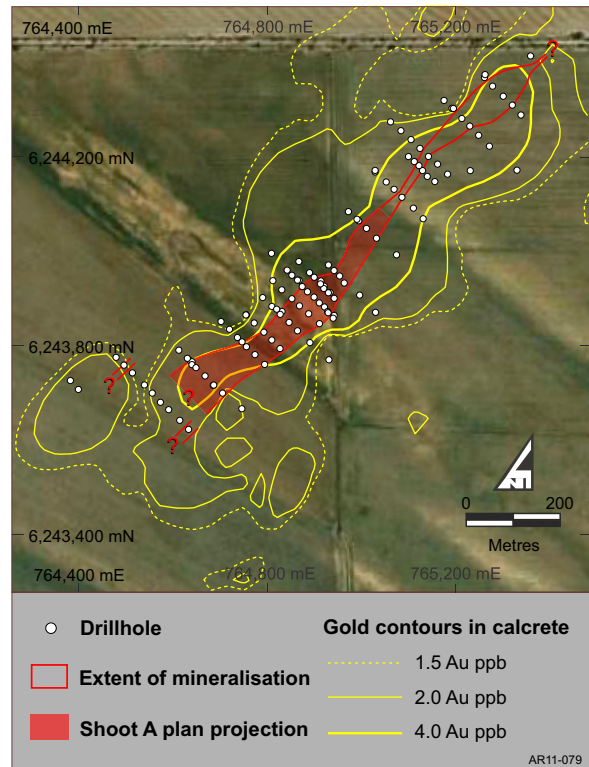 764,400 mE 764,800 mE 765,200 mE
?
6,244,200 mN
6,243,800 mN
?
?
?
N
0 200
Metres
6,243,400 mN
764,400 mE 764,800 mE 765,200 mE
Drillhole
Extent of mineralisation
Shoot A plan projection
Gold contours in calcrete
1.5 Au ppb
2.0 Au ppb
4.0 Au ppb
AR11-079